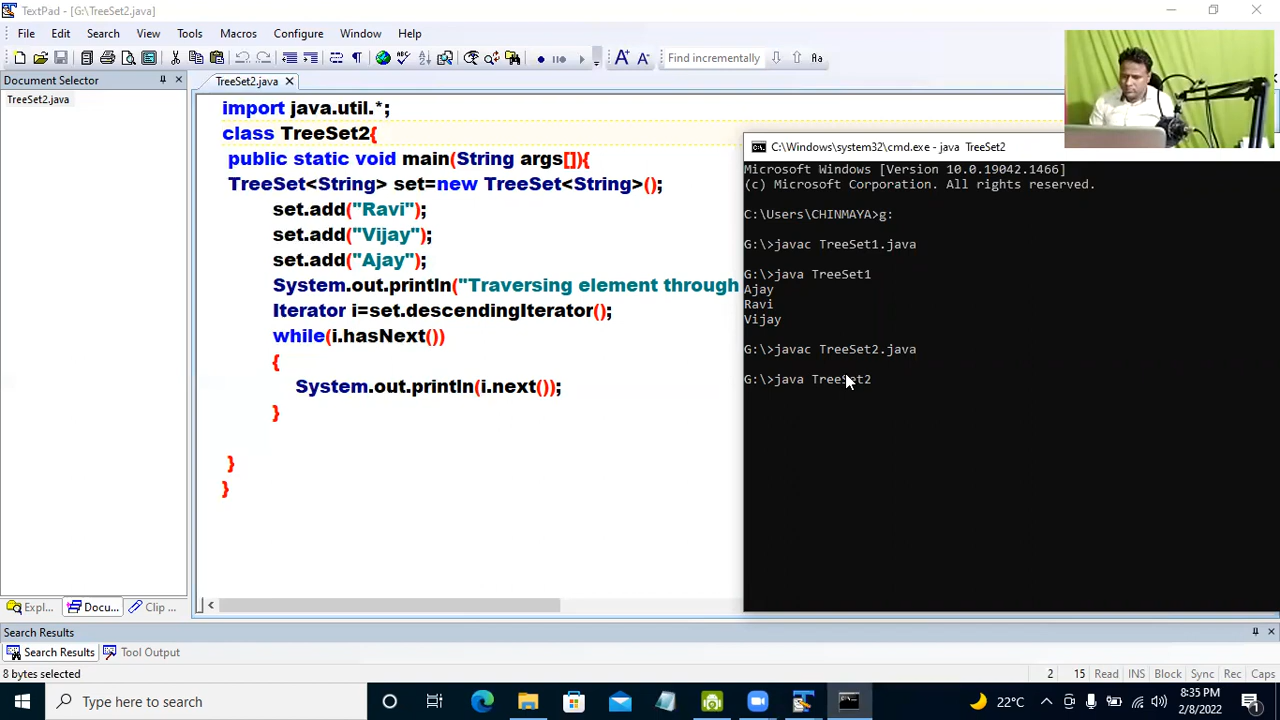 TextPad - [G:\TreeSet2.java]
File Edit Search View Tools Macros Configure Window Help
Find incrementally
Aa
Document Selector
TreeSet2.java
TreeSet2.java
import java.util.*;
class TreeSet2{
public static void main(String args[]){
TreeSet<String> set=new TreeSet<String>();
set.add("Ravi");
set.add("Vijay");
set.add("Ajay");
System.out.println("Traversing element through
Iterator i=set.descendingIterator();
while(i.hasNext())
{
System.out.println(i.next());
}
}
}
C:\Windows\system32\cmd.exe - java TreeSet2
Microsoft Windows [Version 10.0.19042.1466]
(c) Microsoft Corporation. All rights reserved.
C:\Users\CHINMAYA>g:
G:\>javac TreeSet1.java
G:\>java TreeSet1
Ajay
Ravi
Vijay
G:\>javac TreeSet2.java
G:\>java TreeSet2
Expl... Docu... Clip ...
Search Results
Search Results Tool Output
8 bytes selected
2 15 Read INS Block Sync Rec Caps
Type here to search
22°C
8:35 PM
2/8/2022
1